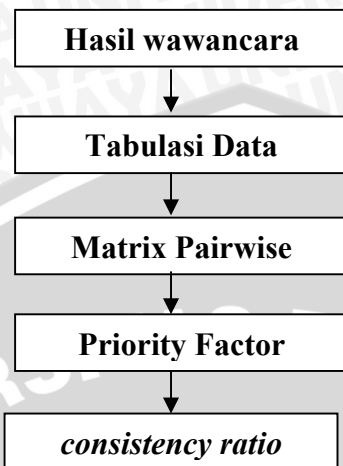 Hasil wawancara
Tabulasi Data
Matrix Pairwise
Priority Factor
consistency ratio